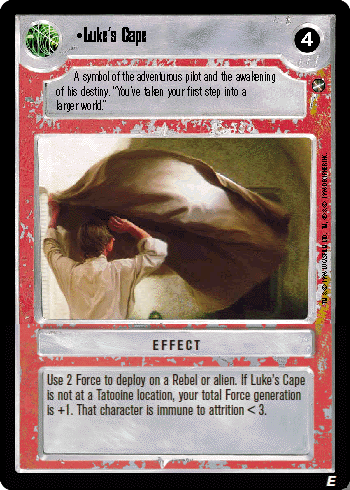 •Luke's Cape
4
A symbol of the adventurous pilot and the awakening
of his destiny. "You've taken your first step into a
larger world."
EFFECT
Use 2 Force to deploy on a Rebel or alien. If Luke's Cape
is not at a Tatooine location, your total Force generation
is +1. That character is immune to attrition < 3.
E